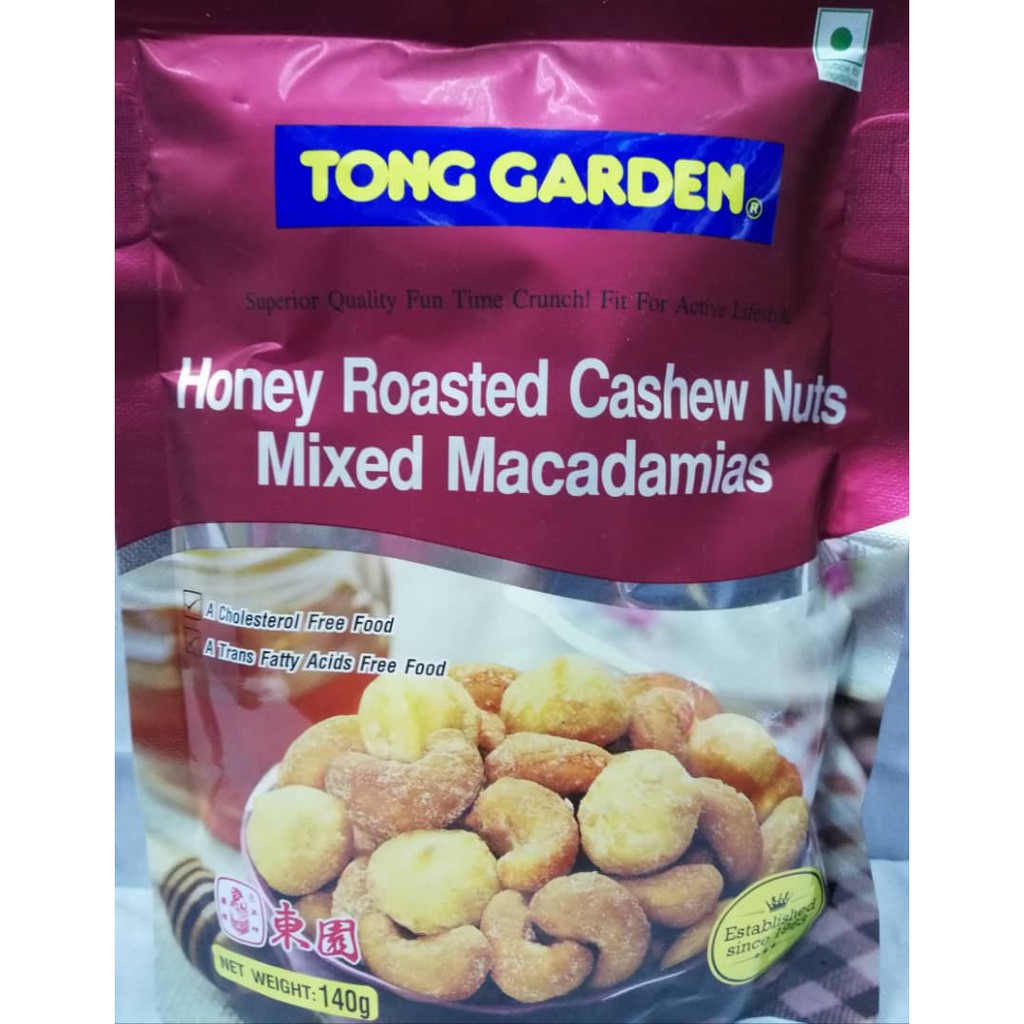 TONG GARDEN®
Superior Quality Fun Time Crunch! Fit For Active Lifestyle
Honey Roasted Cashew Nuts
Mixed Macadamias
A Cholesterol Free Food
A Trans Fatty Acids Free Food
東園
Established
since 1963
NET WEIGHT: 140g